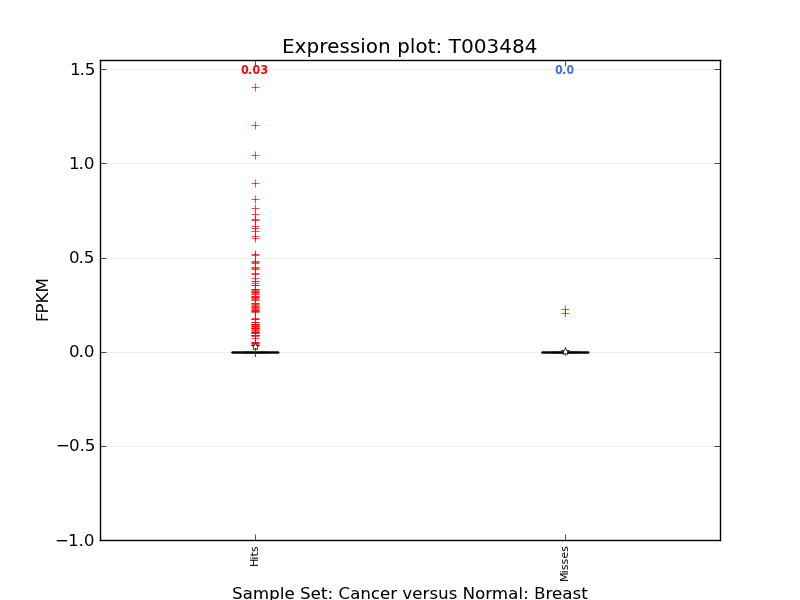 Expression plot: T003484
0.03
0.0
1.5
1.0
0.5
0.0
−0.5
−1.0
FPKM
Hits
Misses
Sample Set: Cancer versus Normal: Breast